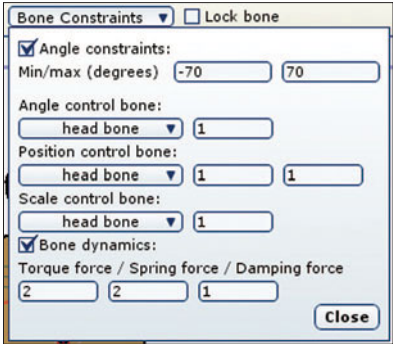 Bone Constraints Lock bone
Angle constraints:
Min/max (degrees) -70 70
Angle control bone:
head bone 1
Position control bone:
head bone 1 1
Scale control bone:
head bone 1
Bone dynamics:
Torque force / Spring force / Damping force
2 2 1
Close